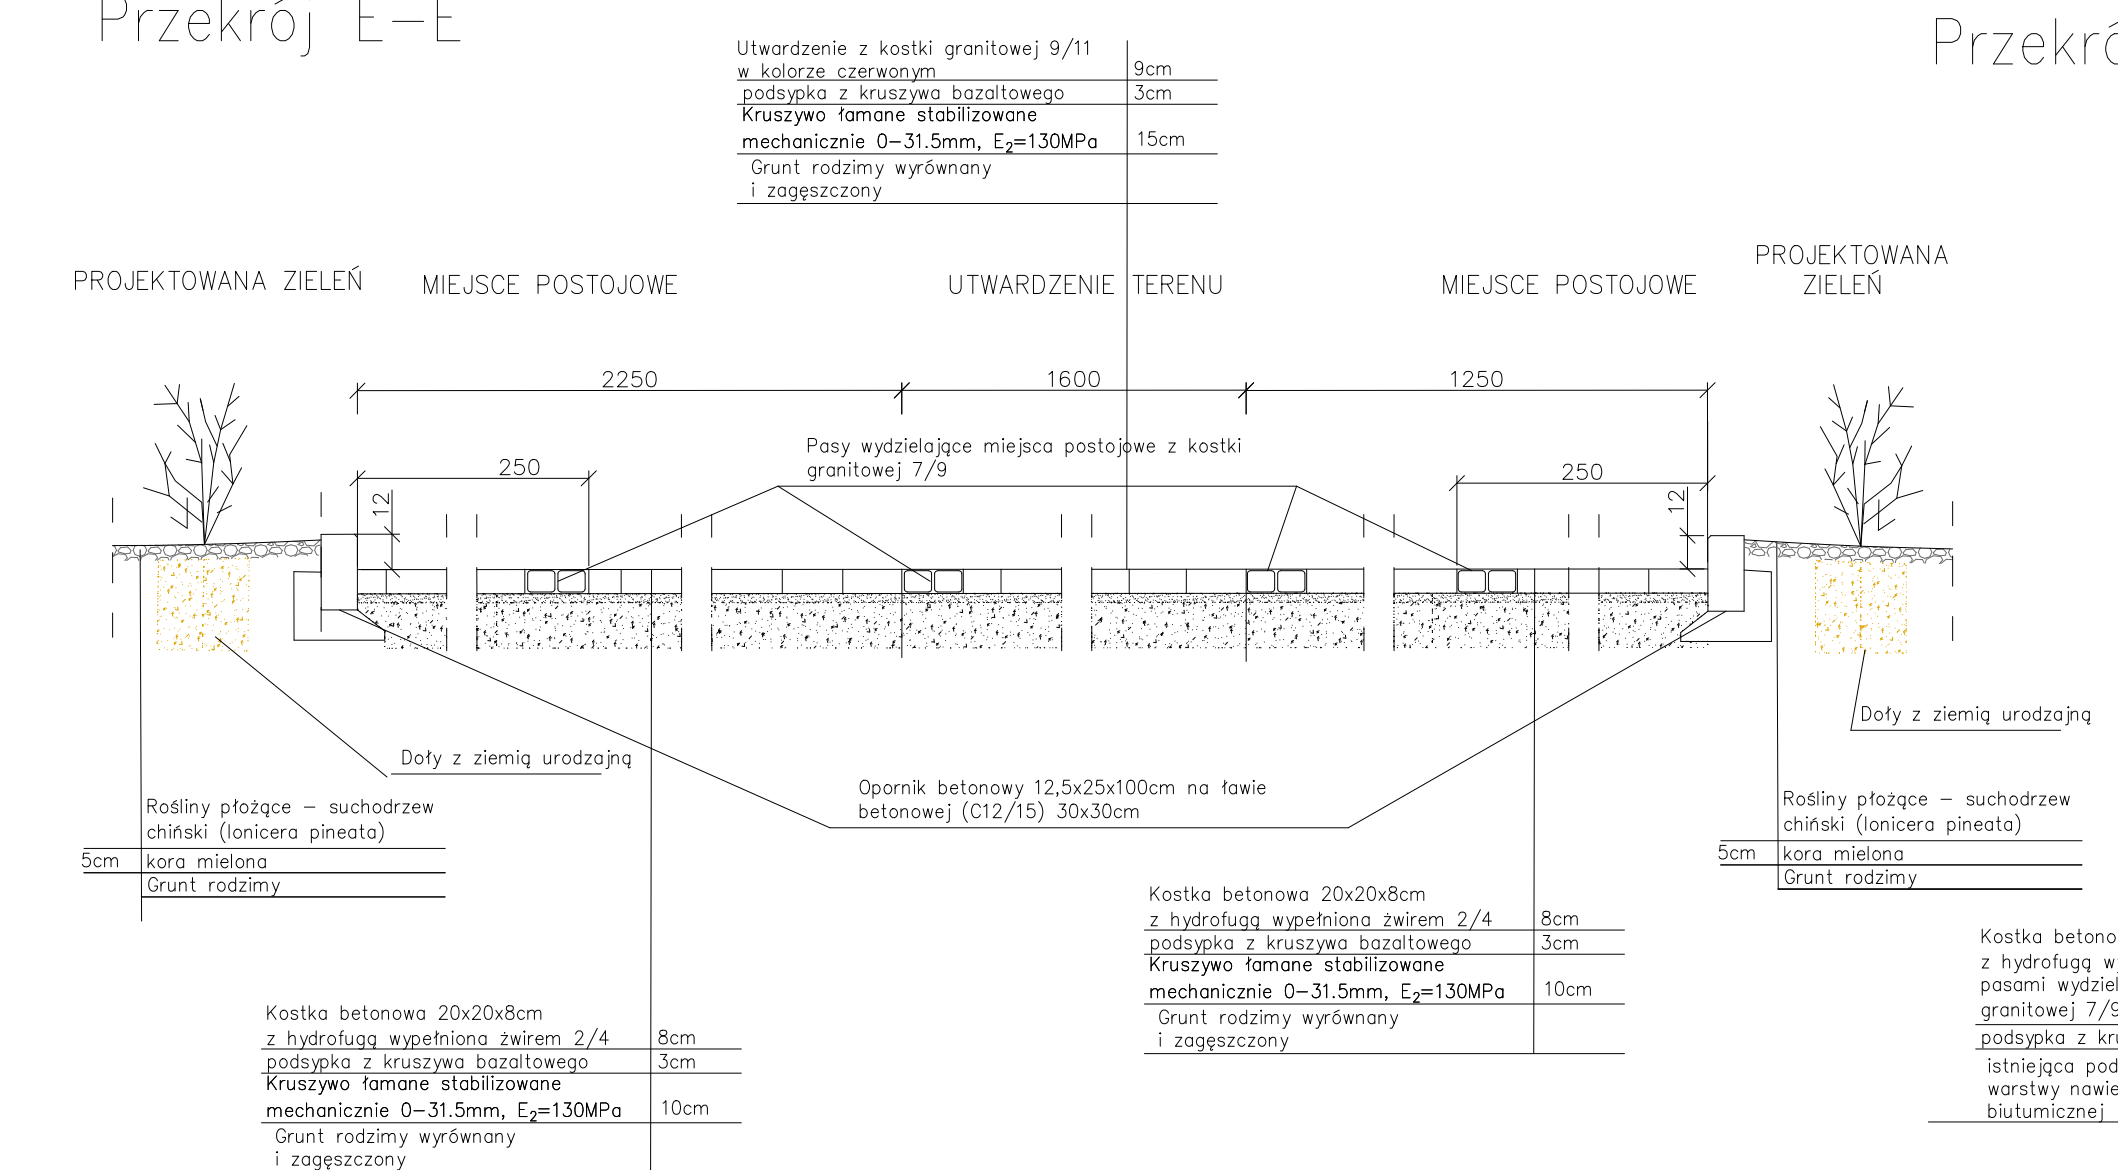 Przekrój E-E
Przekró
Utwardzenie z kostki granitowej 9/11
w kolorze czerwonym 9cm
podsypka z kruszywa bazaltowego 3cm
Kruszywo łamane stabilizowane
mechanicznie 0-31.5mm, E2=130MPa 15cm
Grunt rodzimy wyrównany
i zagęszczony
PROJEKTOWANA ZIELEŃ
MIEJSCE POSTOJOWE
UTWARDZENIE TERENU
MIEJSCE POSTOJOWE
PROJEKTOWANA
ZIELEŃ
2250
1600
1250
Pasy wydzielające miejsca postojowe z kostki
granitowej 7/9
250
250
12
12
Doły z ziemią urodzajną
Doły z ziemią urodzajną
Opornik betonowy 12,5x25x100cm na ławie
betonowej (C12/15) 30x30cm
Rośliny płożące - suchodrzew
chiński (lonicera pineata)
5cm kora mielona
Grunt rodzimy
Rośliny płożące - suchodrzew
chiński (lonicera pineata)
5cm kora mielona
Grunt rodzimy
Kostka betonowa 20x20x8cm
z hydrofugą wypełniona żwirem 2/4 8cm
podsypka z kruszywa bazaltowego 3cm
Kruszywo łamane stabilizowane
mechanicznie 0-31.5mm, E2=130MPa 10cm
Grunt rodzimy wyrównany
i zagęszczony
Kostka betonowa 20x20x8cm
z hydrofugą wypełniona żwirem 2/4 8cm
podsypka z kruszywa bazaltowego 3cm
Kruszywo łamane stabilizowane
mechanicznie 0-31.5mm, E2=130MPa 10cm
Grunt rodzimy wyrównany
i zagęszczony
Kostka betono
z hydrofugą wy
pasami wydziel
granitowej 7/9
podsypka z kru
istniejąca pod
warstwy nawie
biutumicznej